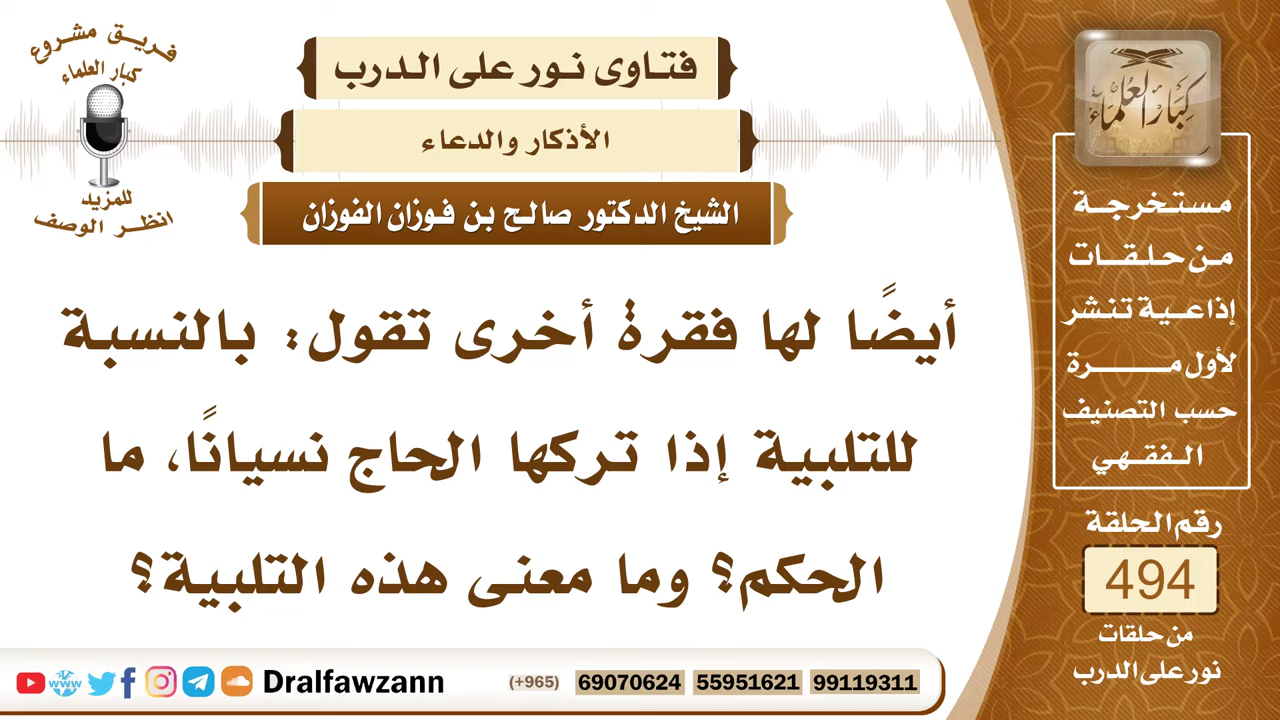 فريق مشروع
كبار العلماء
للمزيد
انظر الوصف
فتاوى نور على الدرب
الأذكار والدعاء
الشيخ الدكتور صالح بن فوزان الفوزان
أيضًا لها فقرةٌ أخرى تقول: بالنسبة
للتلبية إذا تركها الحاج نسيانًا، ما
الحكم؟ وما معنى هذه التلبية؟
كبار العلماء
مستخرجة
من حلقات
إذاعية تنشر
لأول مرة
حسب التصنيف
الفقهي
رقم الحلقة
494
من حلقات
نور على الدرب
www
Dralfawzann
(+965) 69070624 55951621 99119311